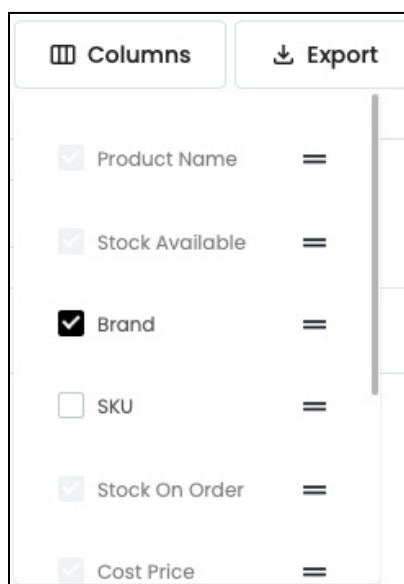 Columns
Export
Product Name
Stock Available
Brand
SKU
Stock On Order
Cost Price